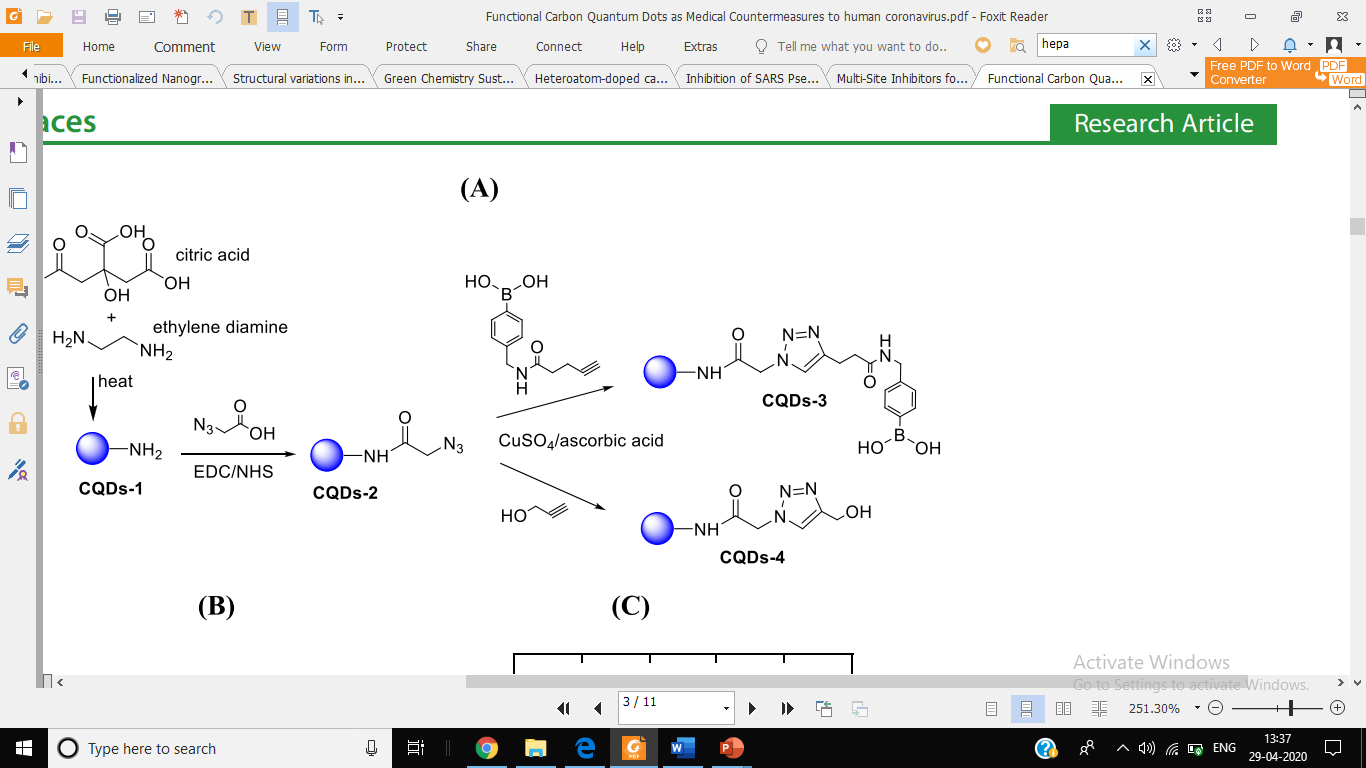 Functional Carbon Quantum Dots as Medical Countermeasures to human coronavirus.pdf - Foxit Reader
File Home Comment View Form Protect Share Connect Help Extras Tell me what you want to do.. hepa
hibi... Functionalized Nanogr... Structural variations in... Green Chemistry Sust... Heteroatom-doped ca... Inhibition of SARS Pse... Multi-Site Inhibitors fo... Functional Carbon Qua...
Free PDF to Word
Converter
PDF
Word
aces
Research Article
(A)
O
O
OH
O
OH
OH
citric acid
+
H2N
NH2
ethylene diamine
heat
NH2
CQDs-1
N3
O
OH
EDC/NHS
NH
O
N3
CQDs-2
HO
B
OH
O
N
H
CuSO4/ascorbic acid
HO
NH
O
N
N=N
H
N
O
B
HO
OH
CQDs-3
NH
O
N
N=N
OH
CQDs-4
(B)
(C)
Activate Windows
Go to Settings to activate Windows.
3 / 11
251.30%
Type here to search
PDF
W
P
ENG
13:37
29-04-2020